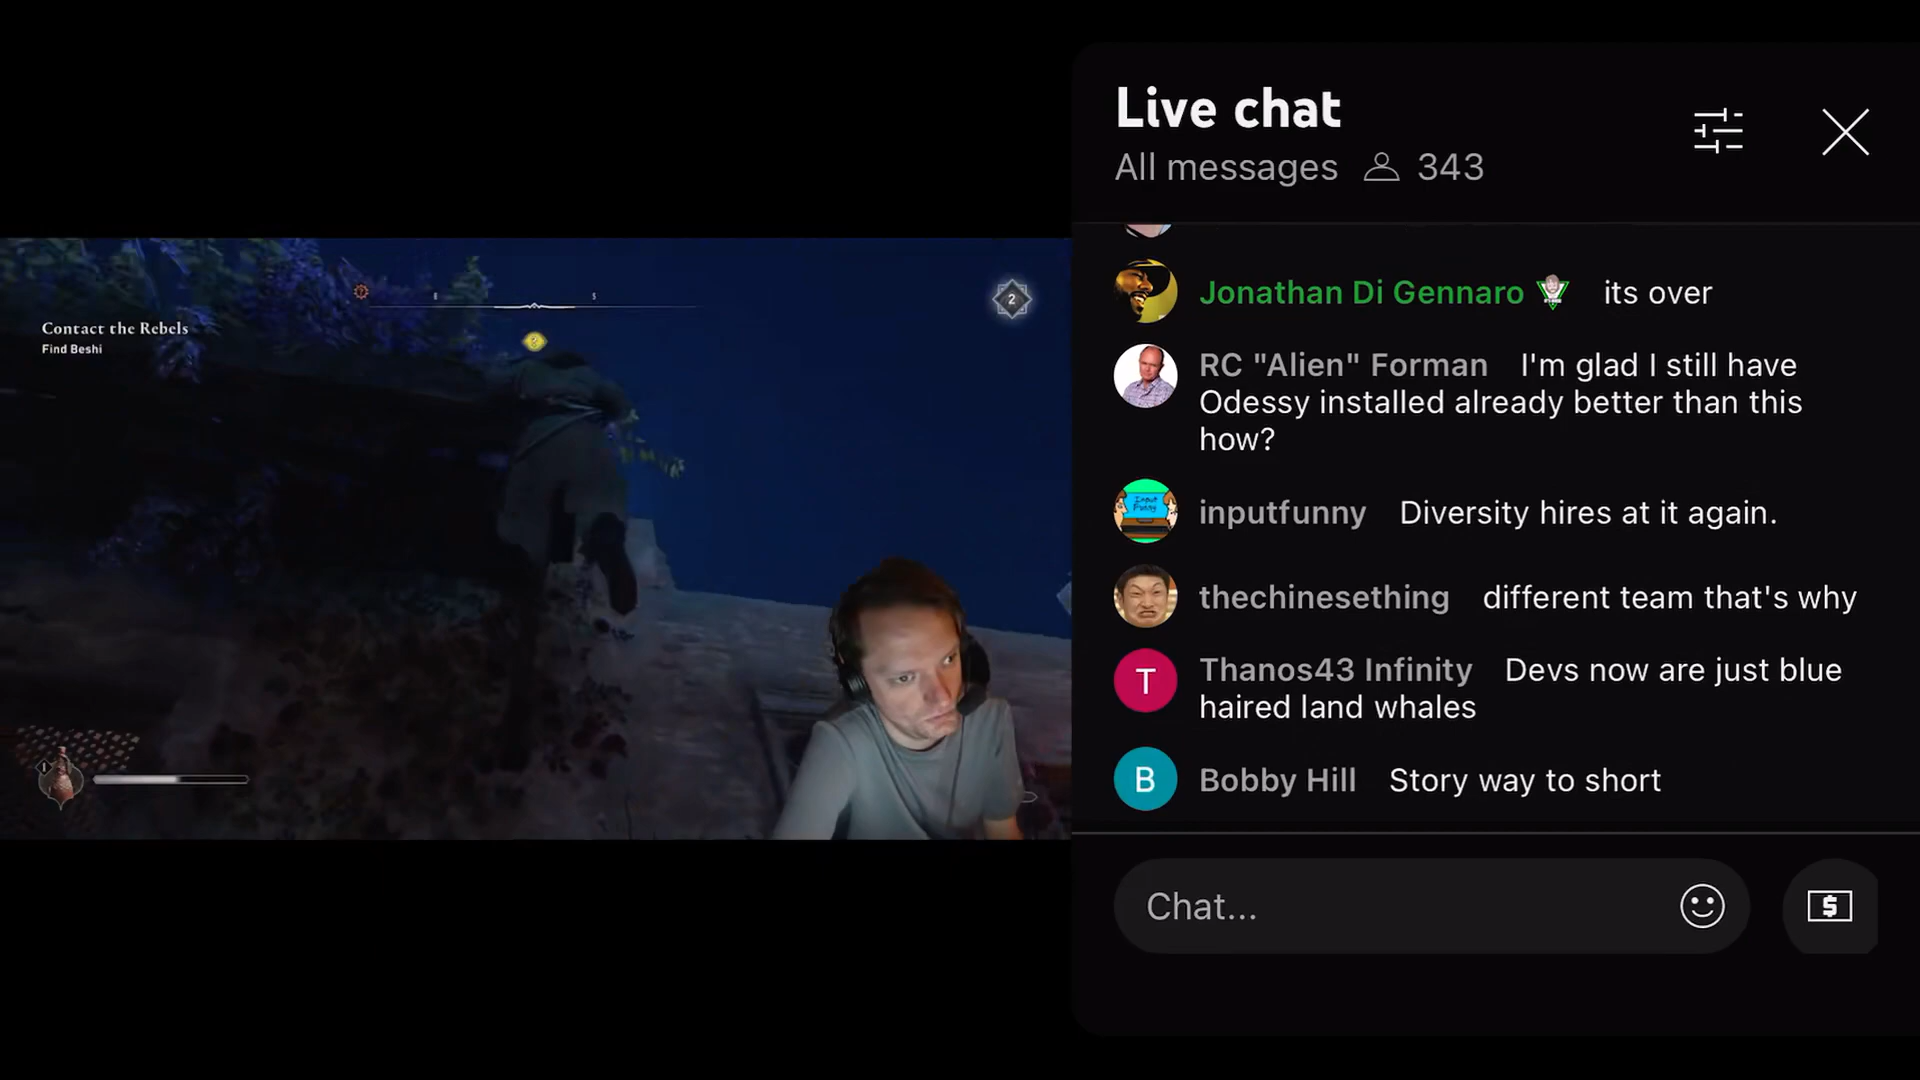 Live chat
All messages 343
Jonathan Di Gennaro its over
RC "Alien" Forman I'm glad I still have
Odessy installed already better than this
how?
inputfunny Diversity hires at it again.
thechinesething different team that's why
T Thanos43 Infinity Devs now are just blue
haired land whales
B Bobby Hill Story way to short
Chat...
$
Contact the Rebels
Find Beshi
S
2
?
1
Input
Funny